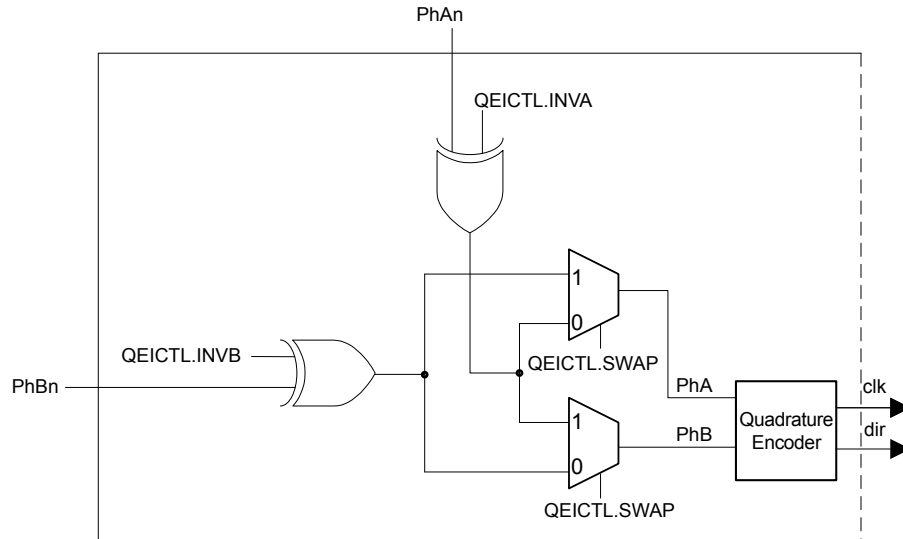 PhAn
QEICTL.INVA
1
0
QEICTL.INVB
QEICTL.SWAP
PhBn
PhA
clk
Quadrature
Encoder
dir
1
PhB
0
QEICTL.SWAP